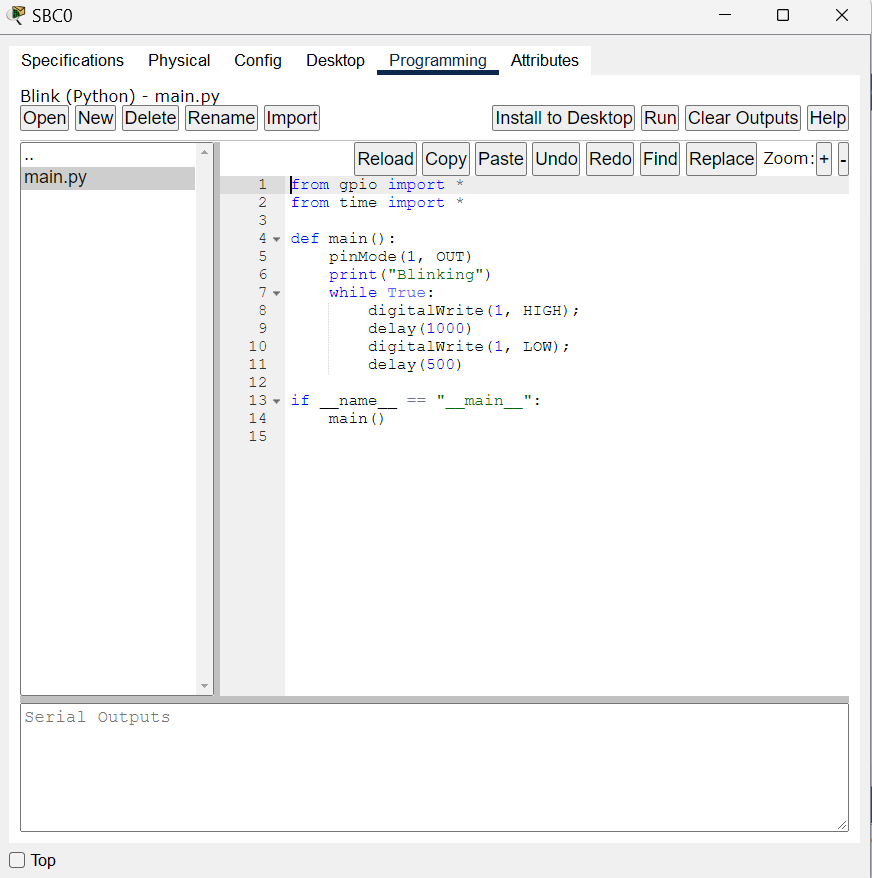 SBC0
Specifications Physical Config Desktop Programming Attributes
Blink (Python) - main.py
Open New Delete Rename Import Install to Desktop Run Clear Outputs Help
..
main.py
Reload Copy Paste Undo Redo Find Replace Zoom: + -
1 from gpio import *
2 from time import *
3
4 def main():
5     pinMode(1, OUT)
6     print("Blinking")
7     while True:
8         digitalWrite(1, HIGH);
9         delay(1000)
10         digitalWrite(1, LOW);
11         delay(500)
12
13 if __name__ == "__main__":
14     main()
15
Serial Outputs
Top